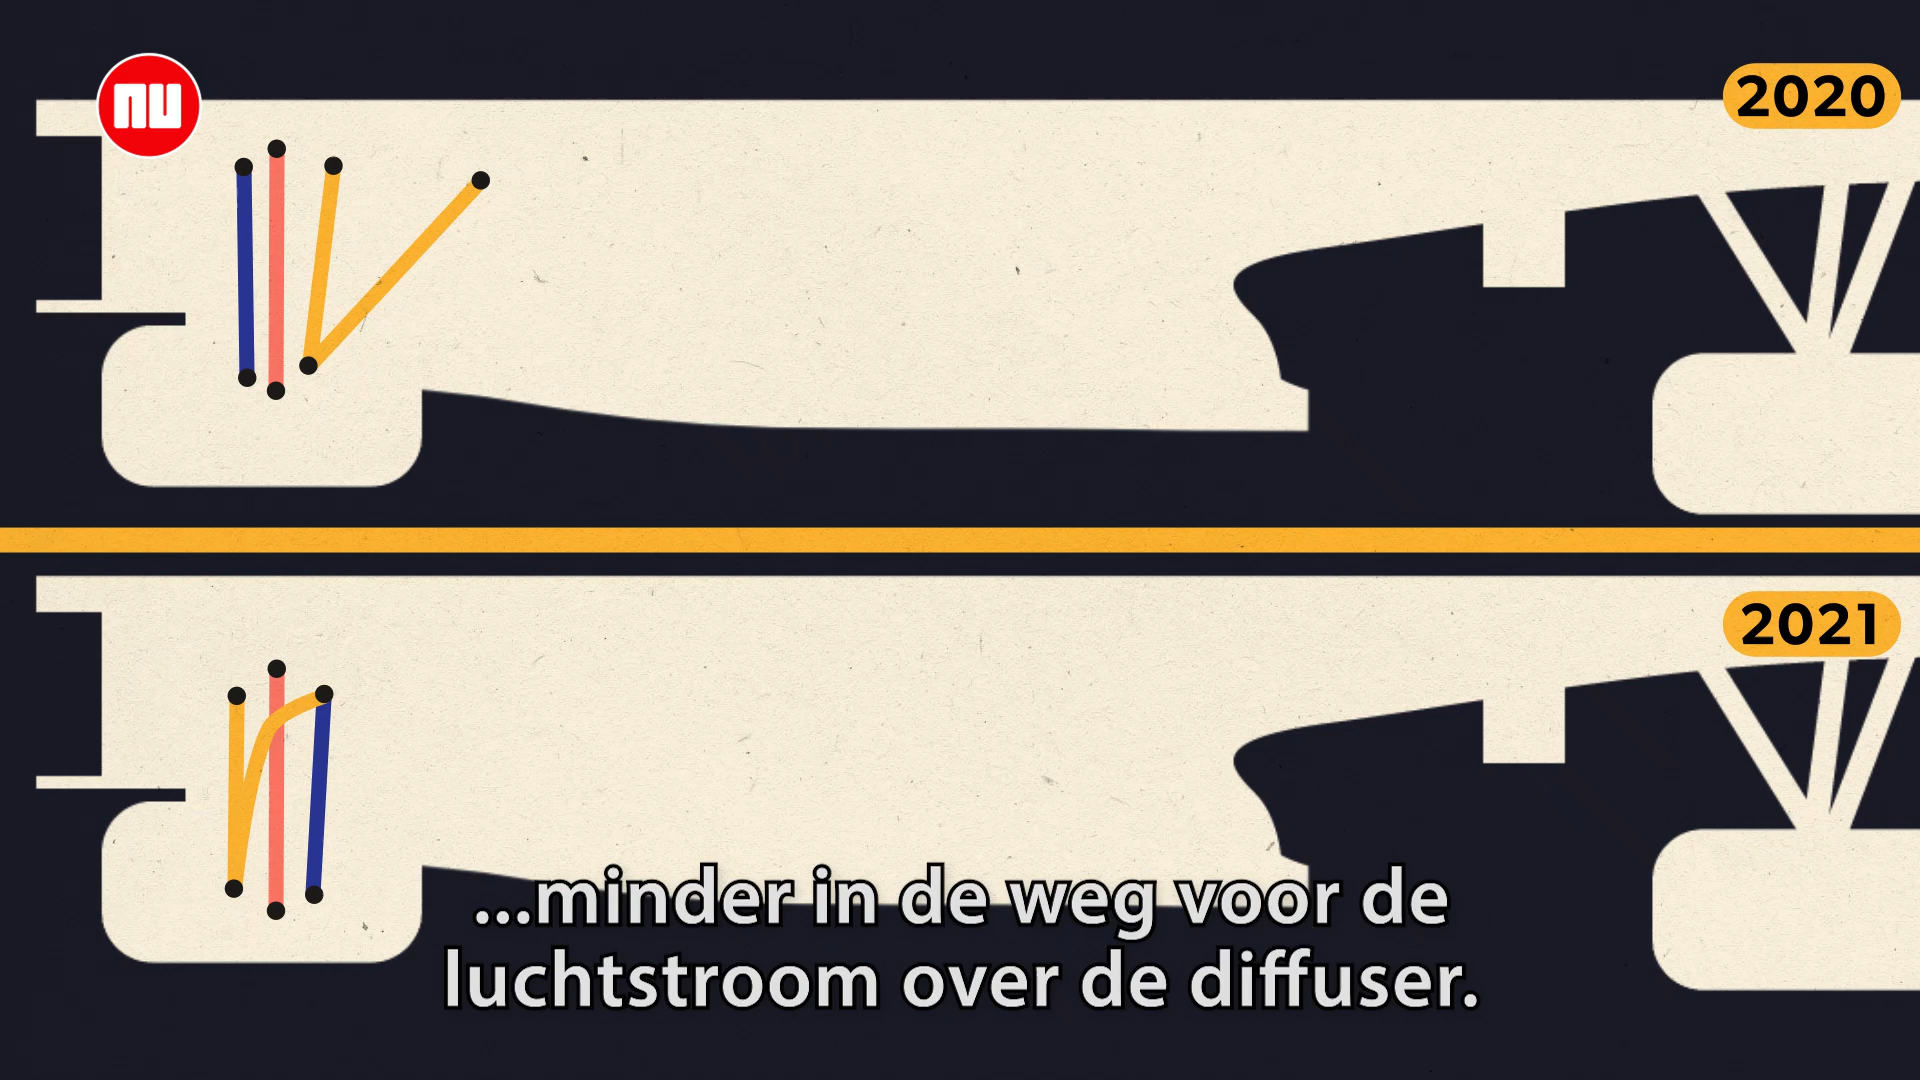 NU
2020
2021
...minder in de weg voor de
luchtstroom over de diffuser.